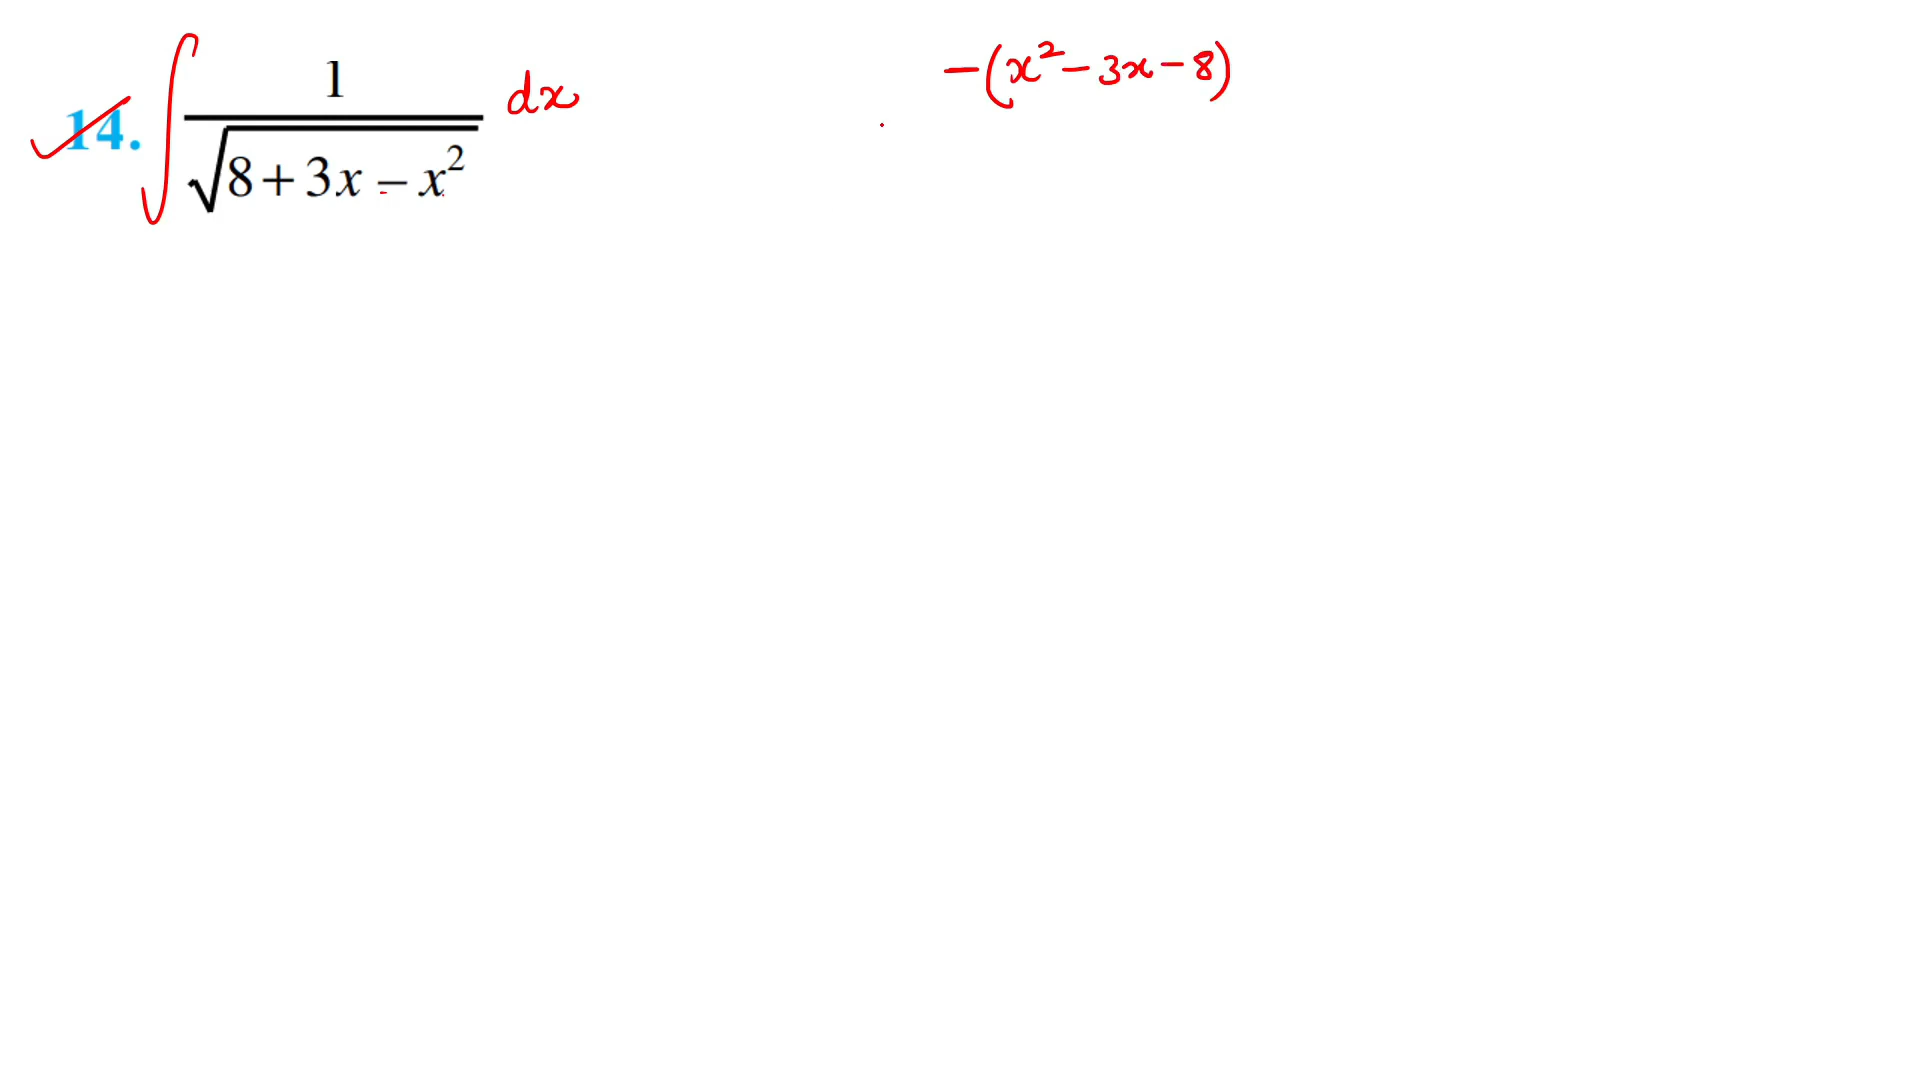 14. ∫ 1/√(8+3x−x²) dx
−(x²−3x−8)